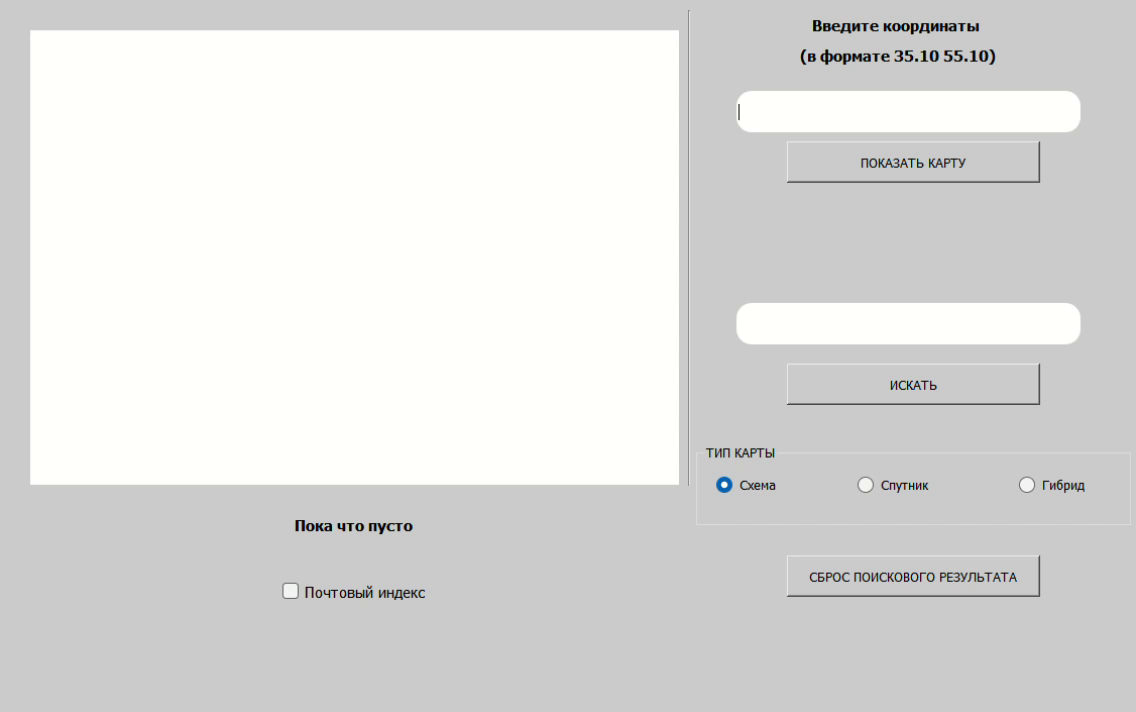 Введите координаты
(в формате 35.10 55.10)
ПОКАЗАТЬ КАРТУ
ИСКАТЬ
ТИП КАРТЫ
Схема Спутник Гибрид
Пока что пусто
СБРОС ПОИСКОВОГО РЕЗУЛЬТАТА
Почтовый индекс